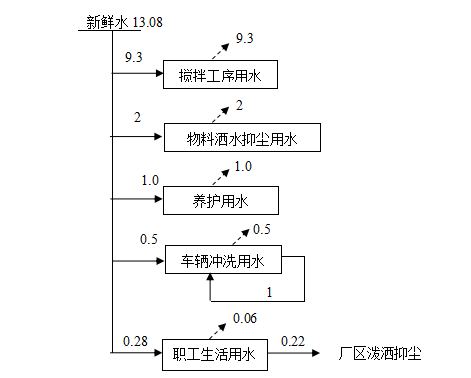 新鲜水 13.08
9.3
9.3
搅拌工序用水
2
2
物料洒水抑尘用水
1.0
1.0
养护用水
0.5
0.5
车辆冲洗用水
1
0.06
0.28
职工生活用水
0.22
厂区泼洒抑尘